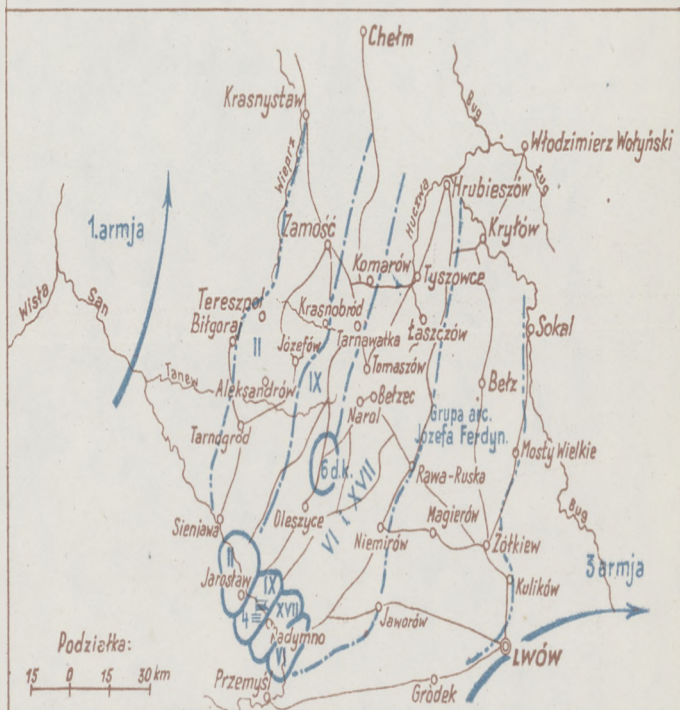 Chełm
Krasnystaw
Wieprz
Bug
Włodzimierz Wołyński
Ług
Huczwa
Hrubieszów
1.armja
Zamość
Kryłów
Komarów
Tyszowce
Wisła
San
Tereszpol
Krasnobród
Biłgoraj
Tarnawatka
Łaszczów
Sokal
II
Józefów
Tomaszów
Tanew
Aleksandrów
IX
Bełżec
Bełz
Narol
Grupa arc.
Józefa Ferdyn.
Tarnogród
6 d.k.
Mosty Wielkie
Rawa-Ruska
Oleszyce
VI i XVII
Magierów
Sieniawa
Niemirów
Żółkiew
Bug
II
Jarosław
IX
Kulików
3 armja
4
XVII
Radymno
Jaworów
VI
LWÓW
Podziałka:
15 0 15 30 km
Przemyśl
Gródek